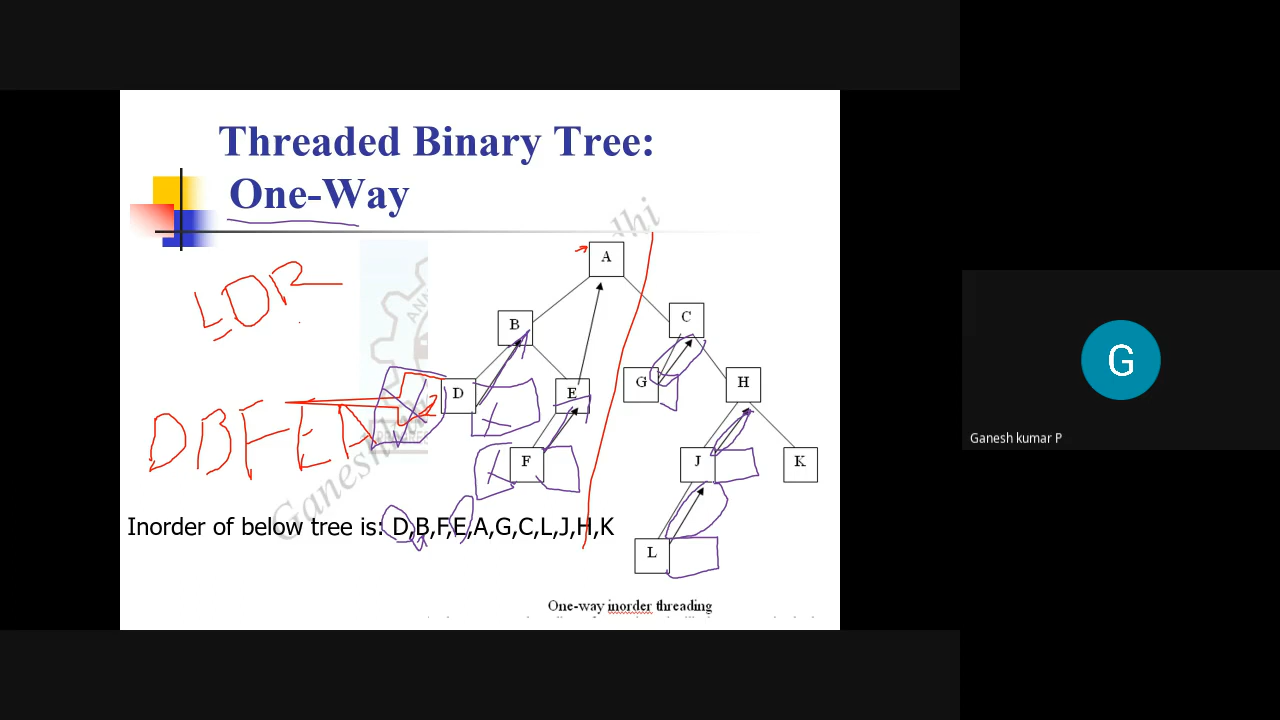 Threaded Binary Tree:
One-Way
LDR
A
B
C
D
E
G
H
DBFEA
F
J
K
Inorder of below tree is: D,B,F,E,A,G,C,L,J,H,K
L
One-way inorder threading
G
Ganesh kumar P